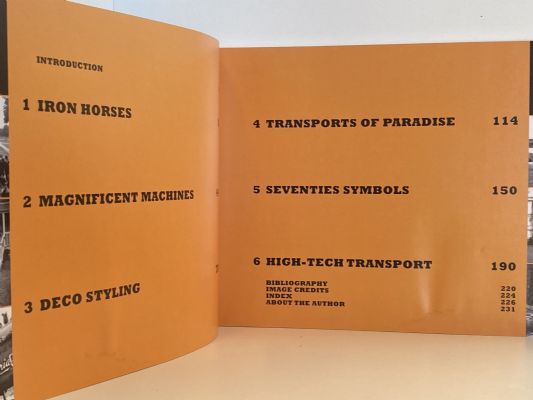 INTRODUCTION
1 IRON HORSES
2 MAGNIFICENT MACHINES
3 DECO STYLING
4 TRANSPORTS OF PARADISE 114
5 SEVENTIES SYMBOLS 150
6 HIGH-TECH TRANSPORT 190
BIBLIOGRAPHY 220
IMAGE CREDITS 224
INDEX 226
ABOUT THE AUTHOR 231